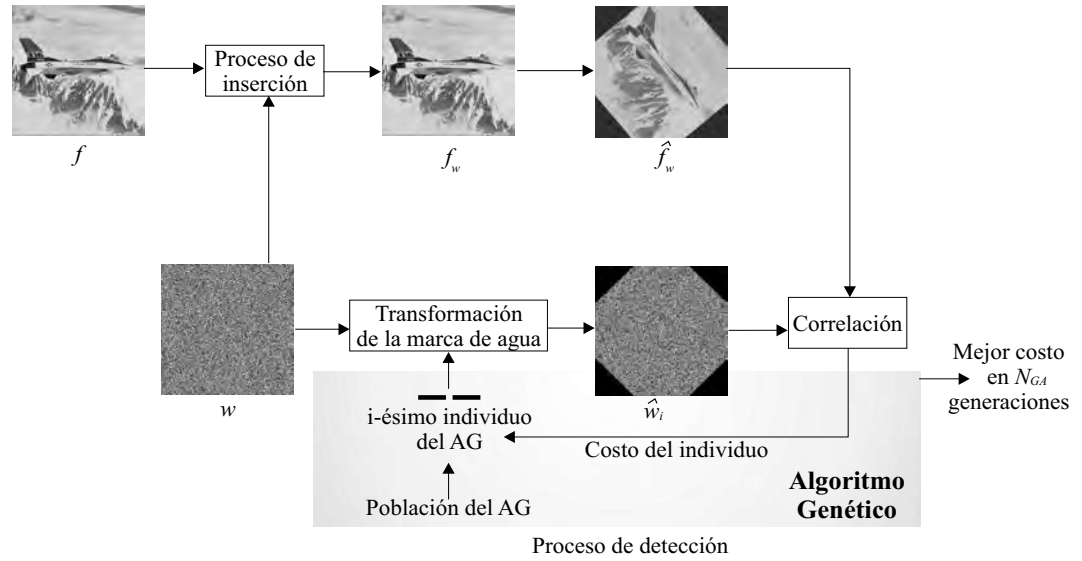 Proceso de
inserción
f
f_w
f̂_w
Transformación
de la marca de agua
Correlación
Mejor costo
en N_GA
generaciones
w
ŵ_i
i-ésimo individuo
del AG
Costo del individuo
Algoritmo
Genético
Población del AG
Proceso de detección